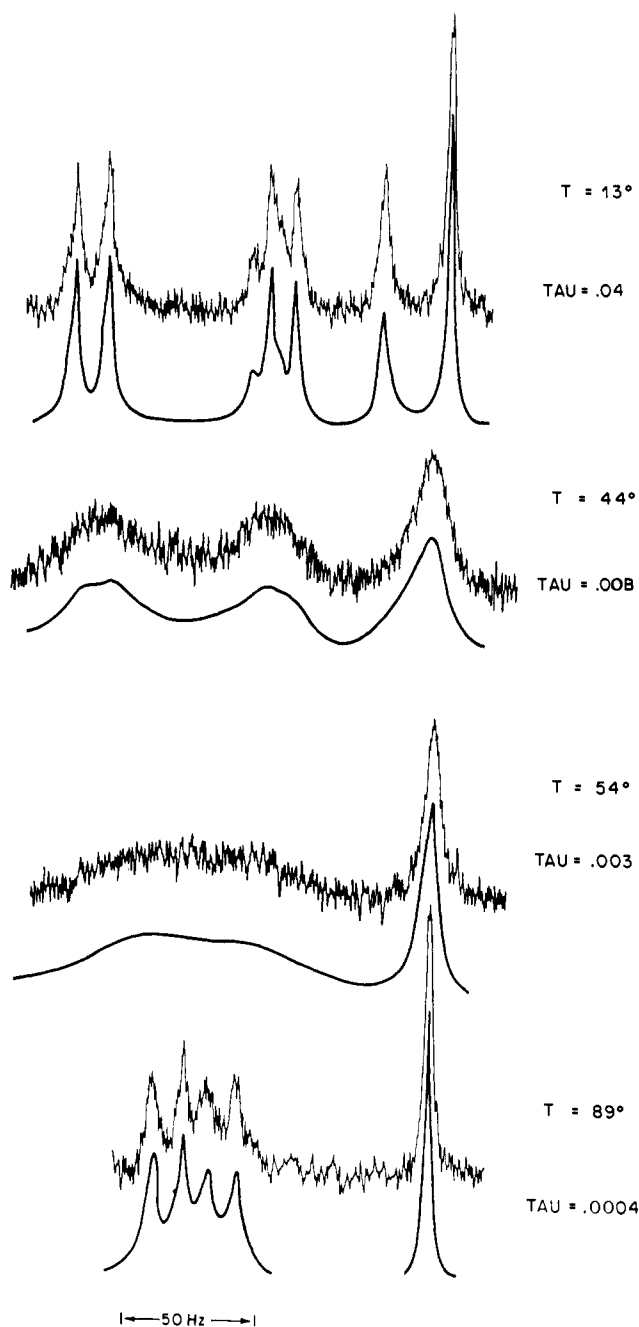 T = 13°
TAU = .04
T = 44°
TAU = .008
T = 54°
TAU = .003
T = 89°
TAU = .0004
50 Hz